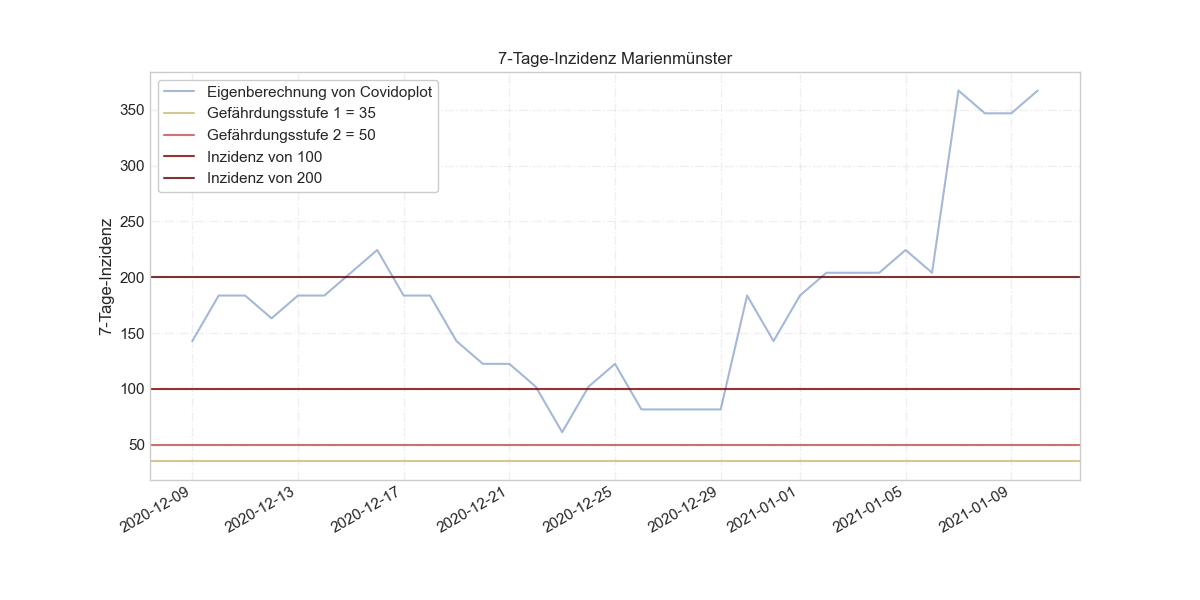 7-Tage-Inzidenz Marienmünster
Eigenberechnung von Covidoplot
Gefährdungsstufe 1 = 35
Gefährdungsstufe 2 = 50
Inzidenz von 100
Inzidenz von 200
7-Tage-Inzidenz
350
300
250
200
150
100
50
2020-12-09
2020-12-13
2020-12-17
2020-12-21
2020-12-25
2020-12-29
2021-01-01
2021-01-05
2021-01-09